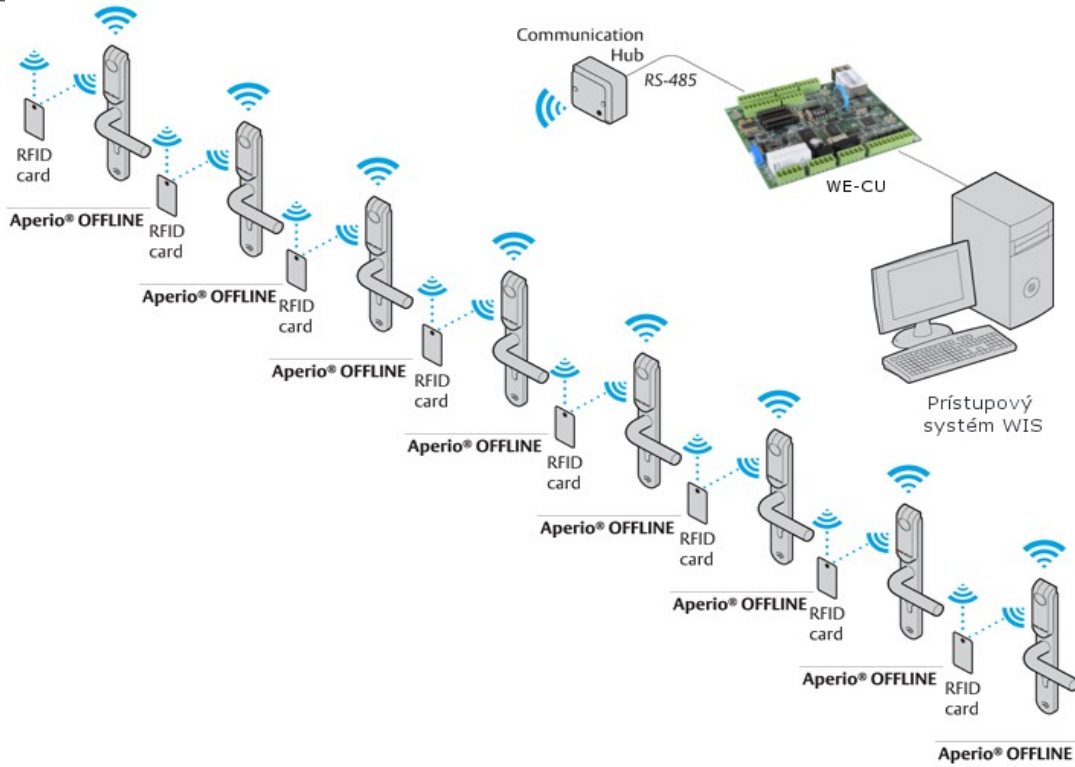 Communication
Hub
RS-485
WE-CU
Prístupový
systém WIS
RFID
card
Aperio® OFFLINE
RFID
card
Aperio® OFFLINE
RFID
card
Aperio® OFFLINE
RFID
card
Aperio® OFFLINE
RFID
card
Aperio® OFFLINE
RFID
card
Aperio® OFFLINE
RFID
card
Aperio® OFFLINE
RFID
card
Aperio® OFFLINE